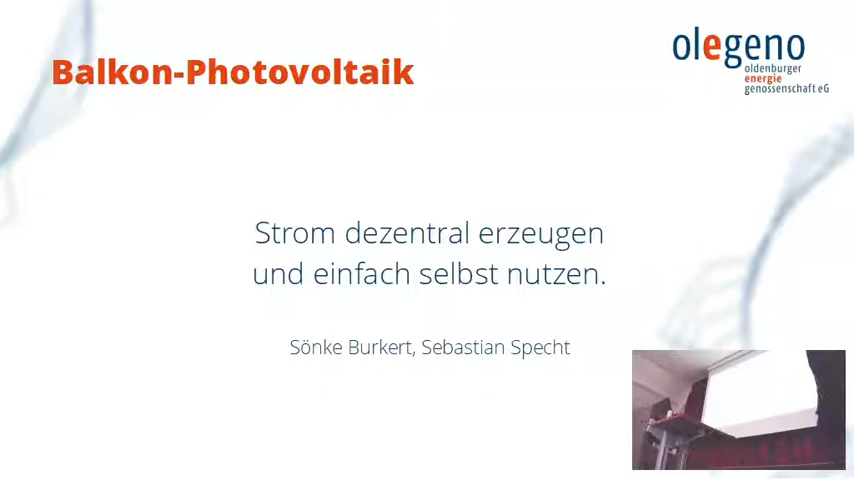 Balkon-Photovoltaik
olegeno
oldenburger
energie
genossenschaft eG
Strom dezentral erzeugen
und einfach selbst nutzen.
Sönke Burkert, Sebastian Specht